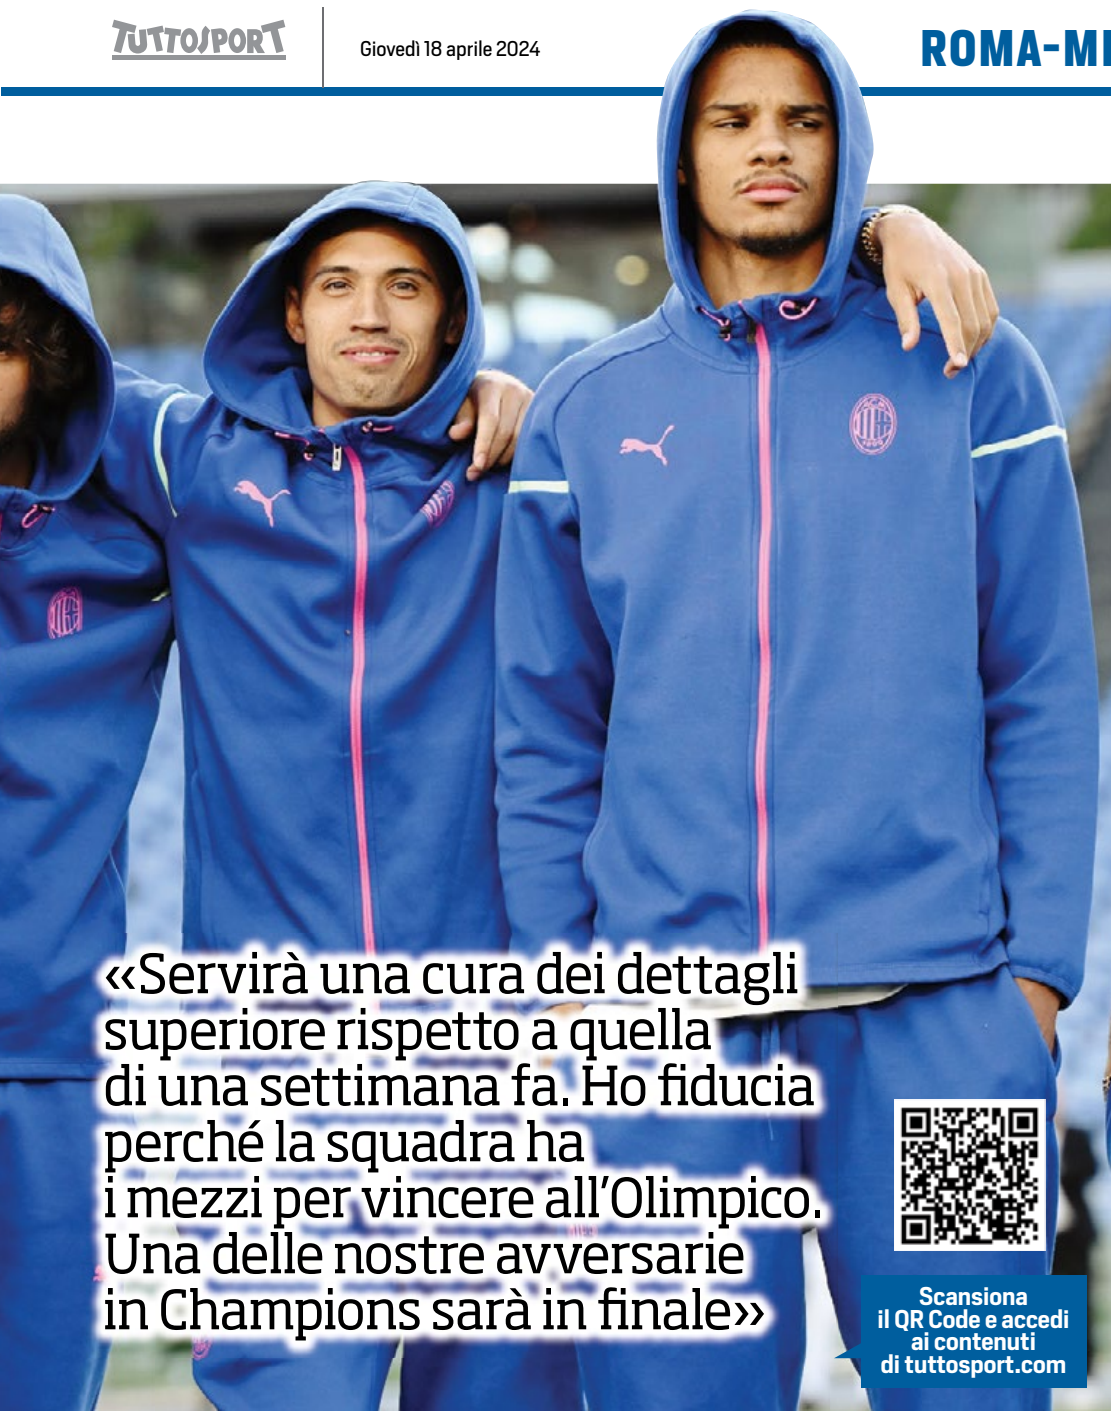 TUTTOSPORT
Giovedì 18 aprile 2024
ROMA-MI
«Servirà una cura dei dettagli
superiore rispetto a quella
di una settimana fa. Ho fiducia
perché la squadra ha
i mezzi per vincere all’Olimpico.
Una delle nostre avversarie
in Champions sarà in finale»
Scansiona
il QR Code e accedi
ai contenuti
di tuttosport.com